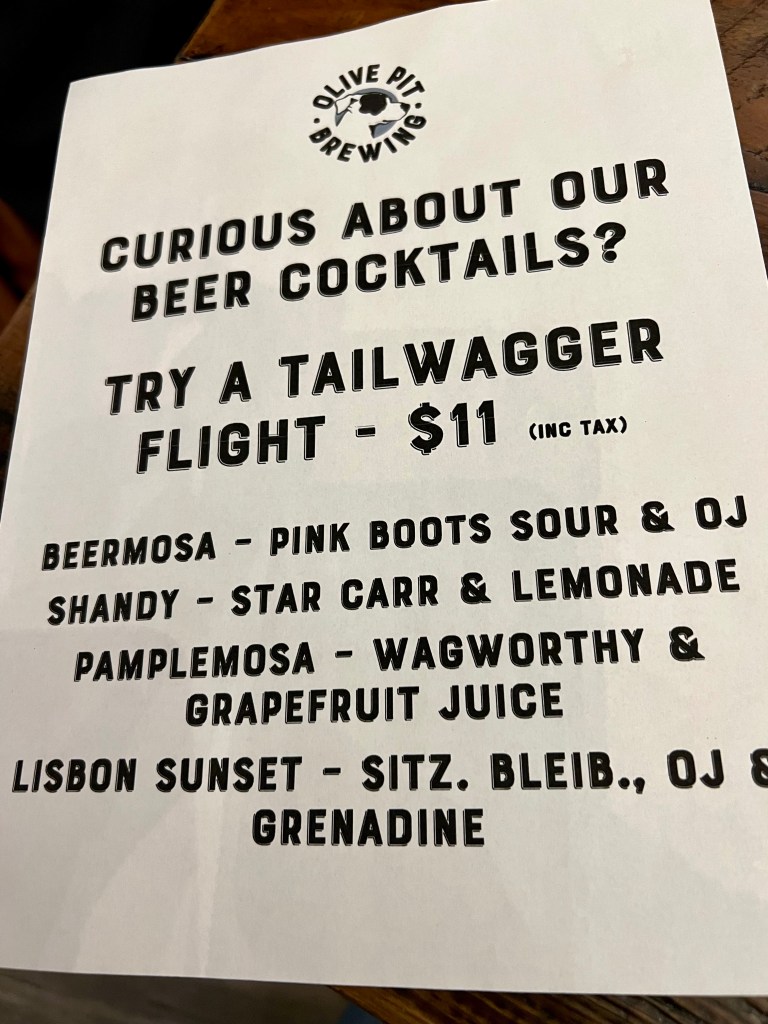 OLIVE PIT
BREWING
CURIOUS ABOUT OUR
BEER COCKTAILS?
TRY A TAILWAGGER
FLIGHT - $11 (INC TAX)
BEERMOSA - PINK BOOTS SOUR & OJ
SHANDY - STAR CARR & LEMONADE
PAMPLEMOSA - WAGWORTHY &
GRAPEFRUIT JUICE
LISBON SUNSET - SITZ. BLEIB., OJ &
GRENADINE